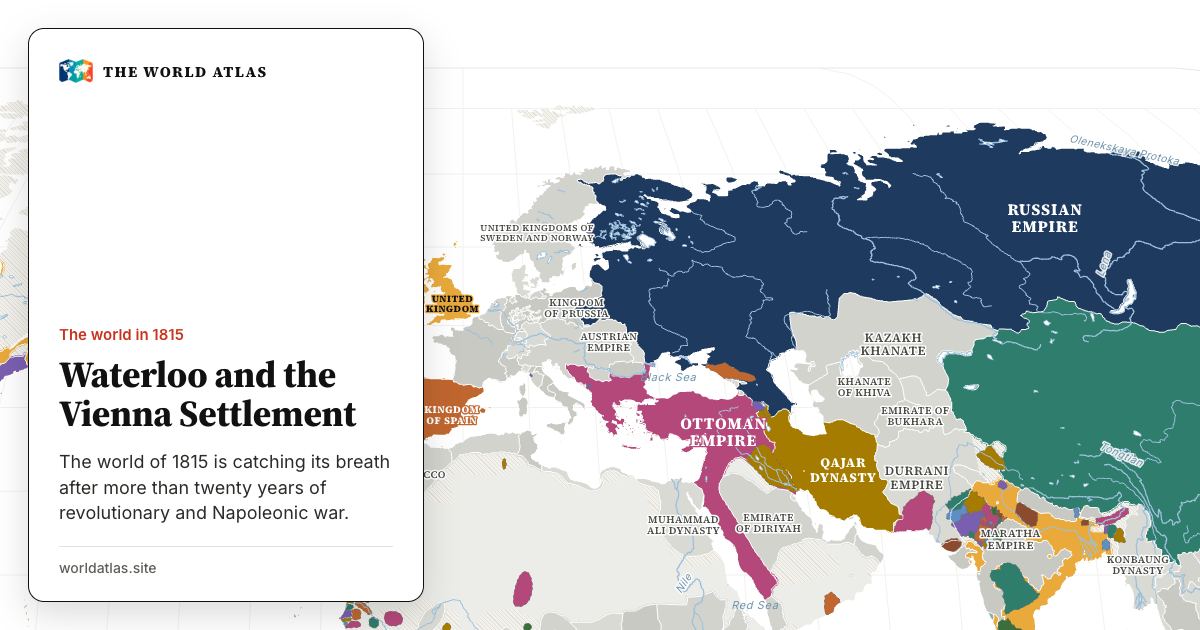 THE WORLD ATLAS
The world in 1815
Waterloo and the
Vienna Settlement
The world of 1815 is catching its breath
after more than twenty years of
revolutionary and Napoleonic war.
worldatlas.site
Olenekskaya Protoka
RUSSIAN
EMPIRE
Lena
UNITED KINGDOMS OF
SWEDEN AND NORWAY
UNITED
KINGDOM
KINGDOM
OF PRUSSIA
AUSTRIAN
EMPIRE
KAZAKH
KHANATE
Black Sea
KHANATE
OF KHIVA
EMIRATE OF
BUKHARA
KINGDOM
OF SPAIN
OTTOMAN
EMPIRE
Tongtian
QAJAR
DYNASTY
DURRANI
EMPIRE
CCO
MUHAMMAD
ALI DYNASTY
EMIRATE
OF DIRIYAH
MARATHA
EMPIRE
KONBAUNG
DYNASTY
Nile
Red Sea